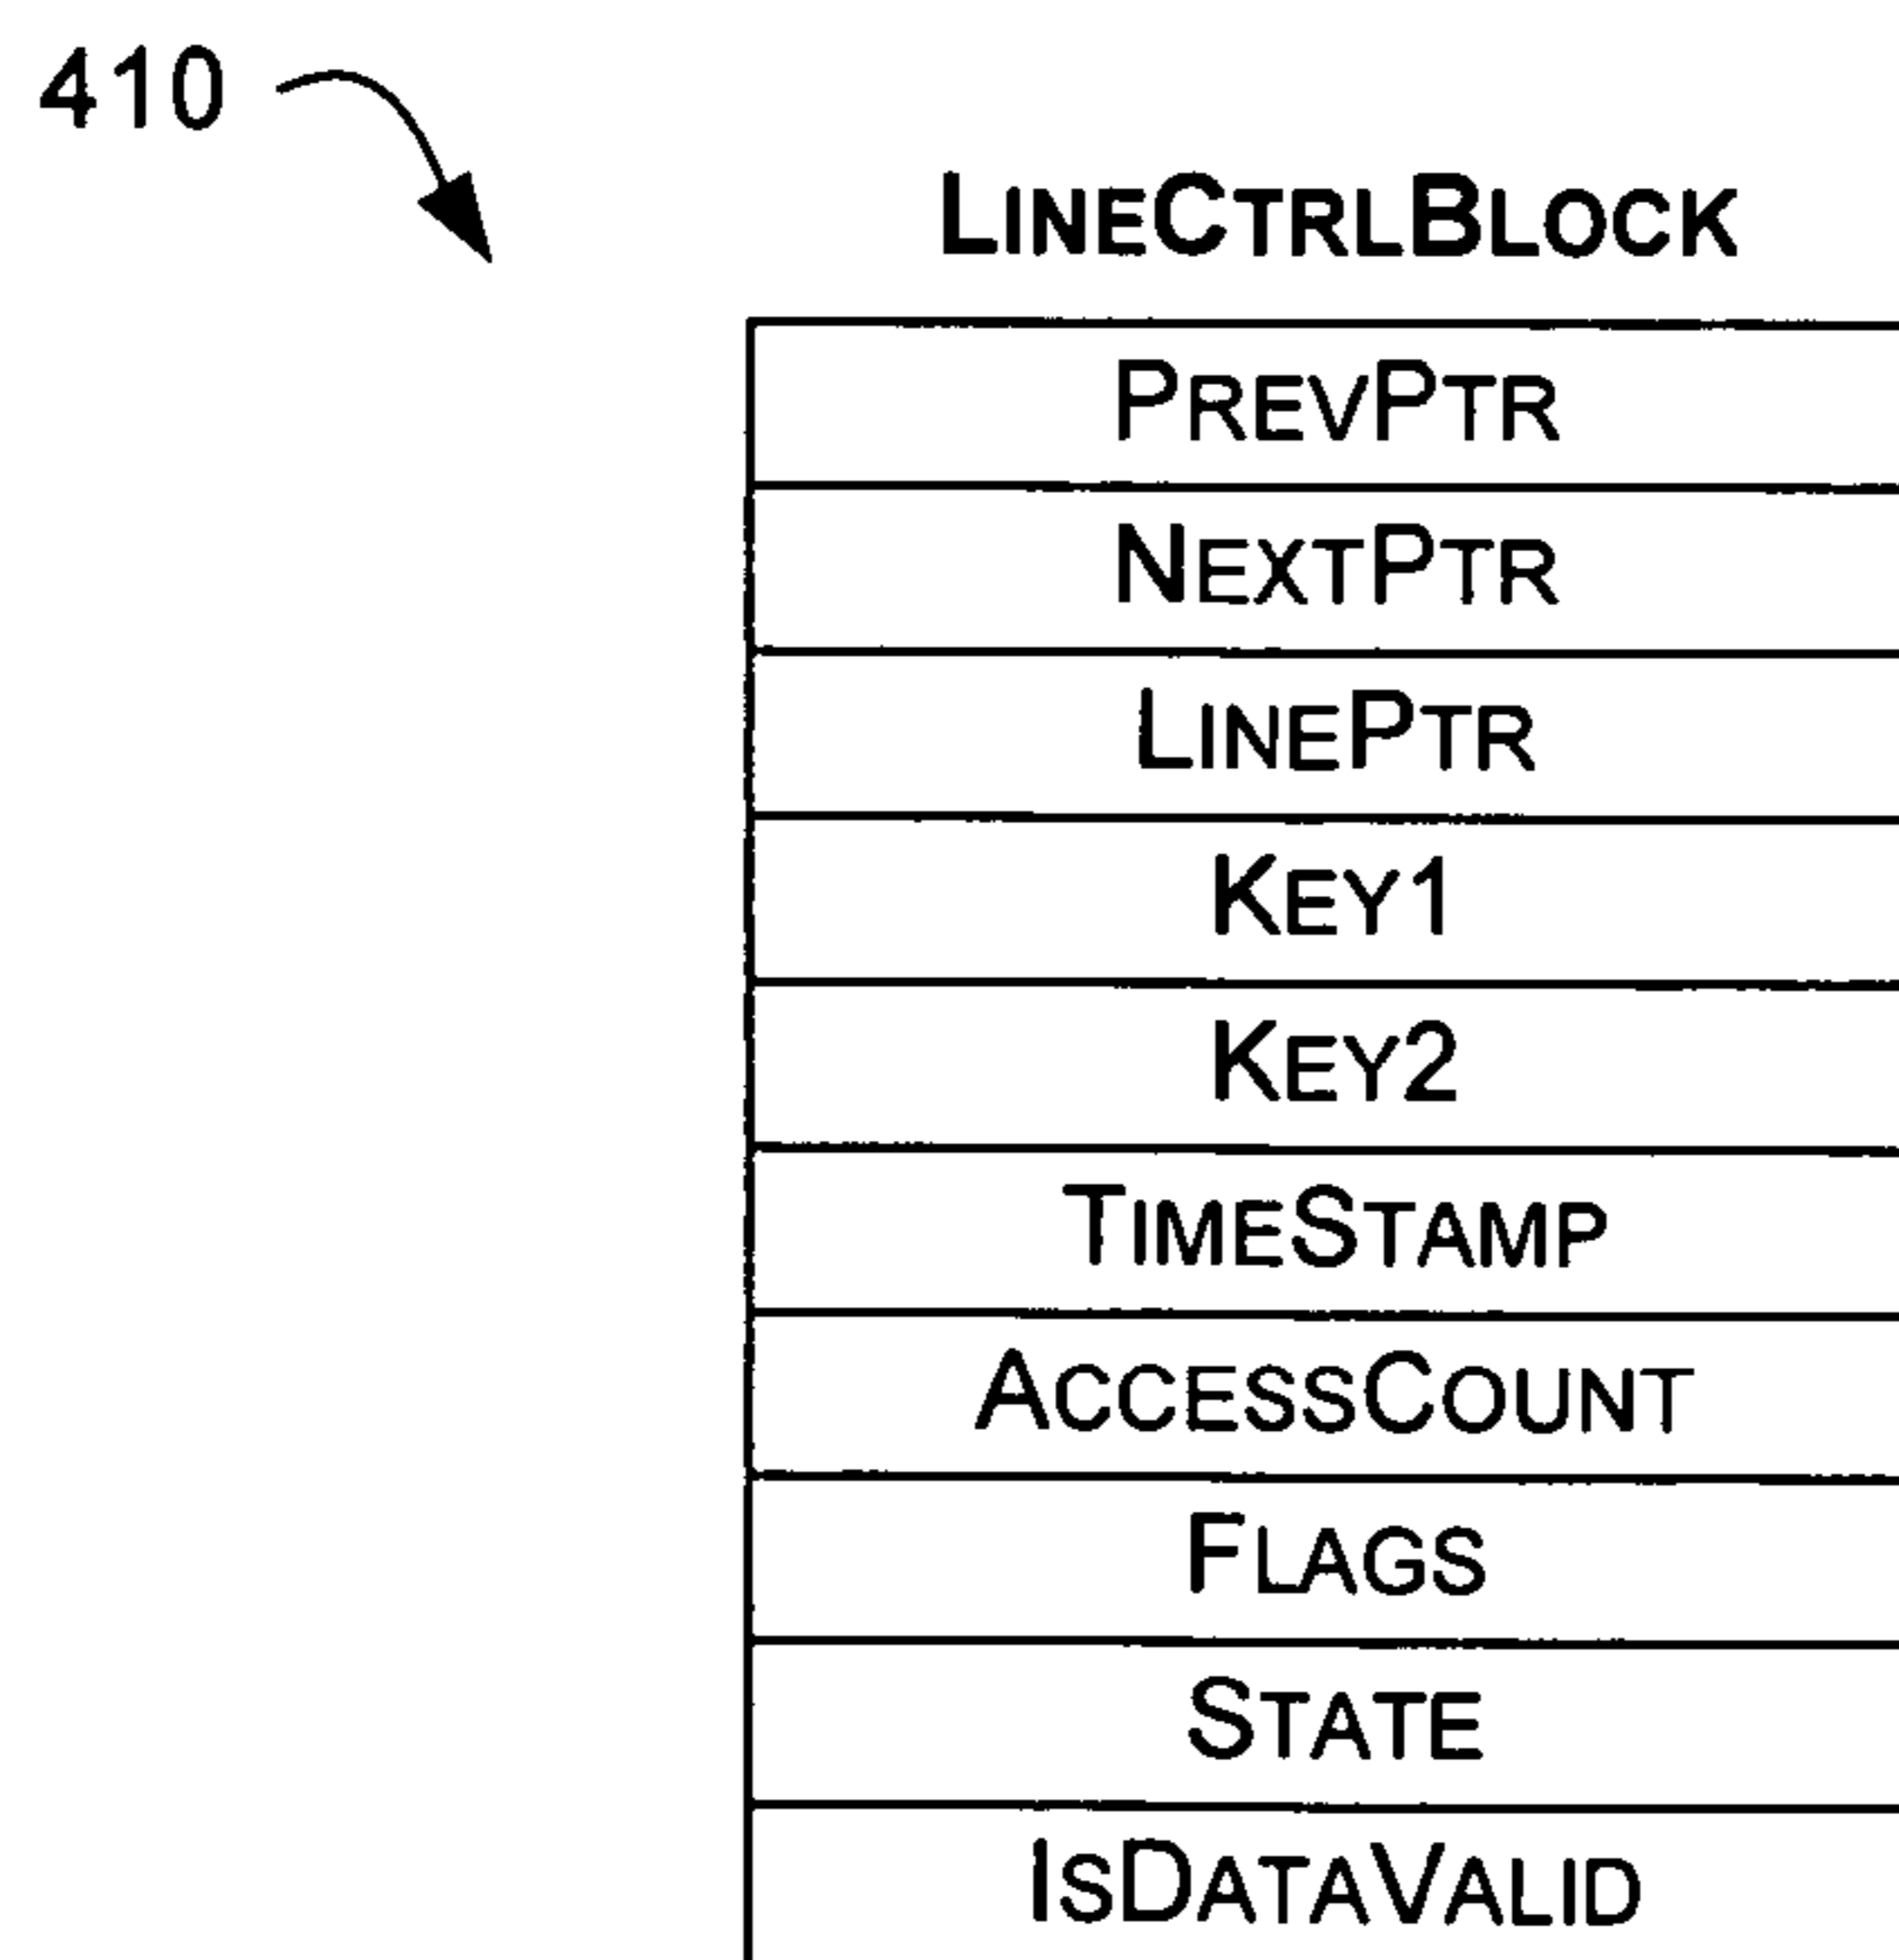 410
LINECTRLBLOCK
PREVPTR
NEXTPTR
LINEPTR
KEY1
KEY2
TIMESTAMP
ACCESSCOUNT
FLAGS
STATE
ISDATAVALID